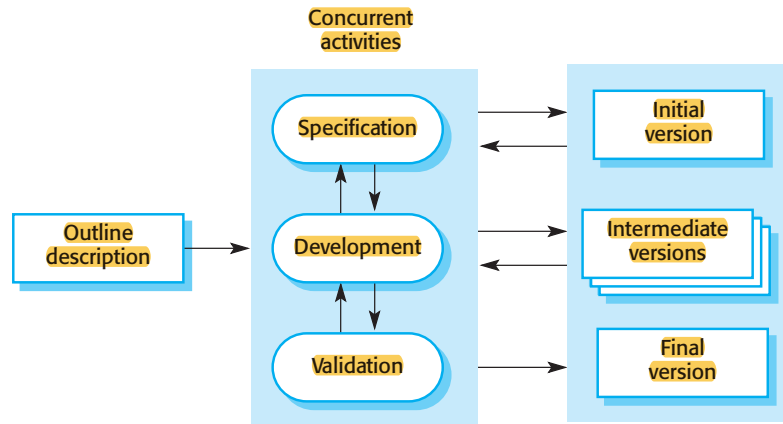 Concurrent
activities
Specification
Initial
version
Outline
description
Development
Intermediate
versions
Validation
Final
version